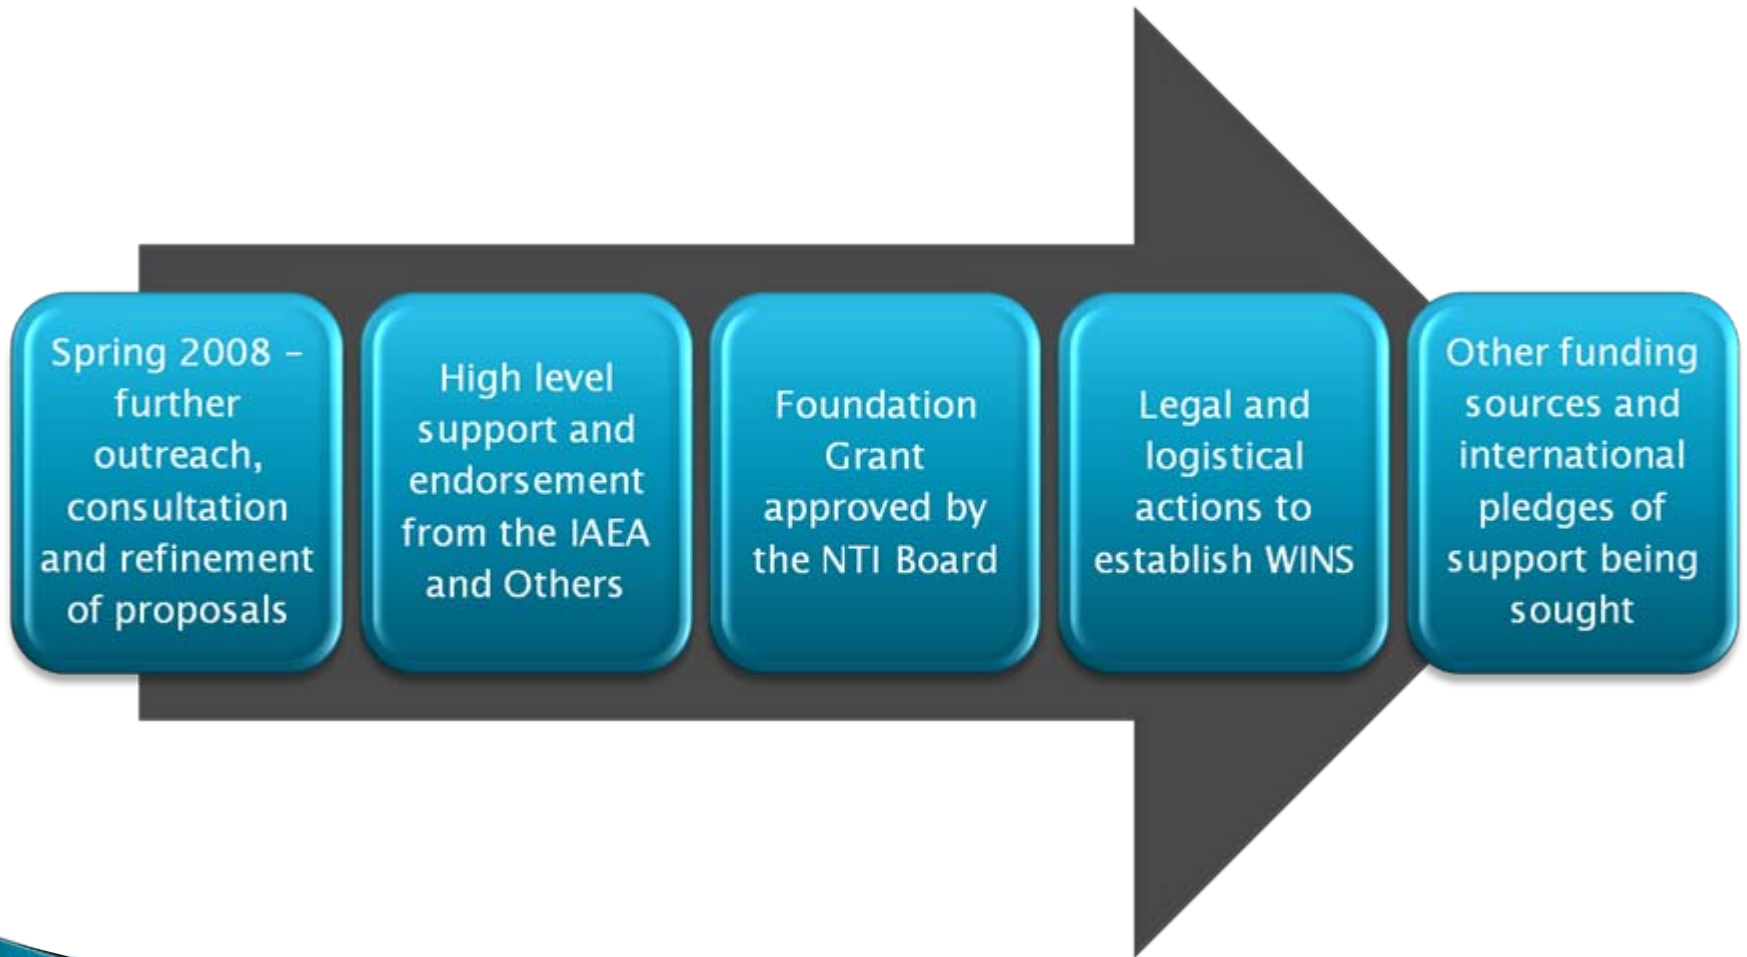 Spring 2008 –
further
outreach,
consultation
and refinement
of proposals
High level
support and
endorsement
from the IAEA
and Others
Foundation
Grant
approved by
the NTI Board
Legal and
logistical
actions to
establish WINS
Other funding
sources and
international
pledges of
support being
sought